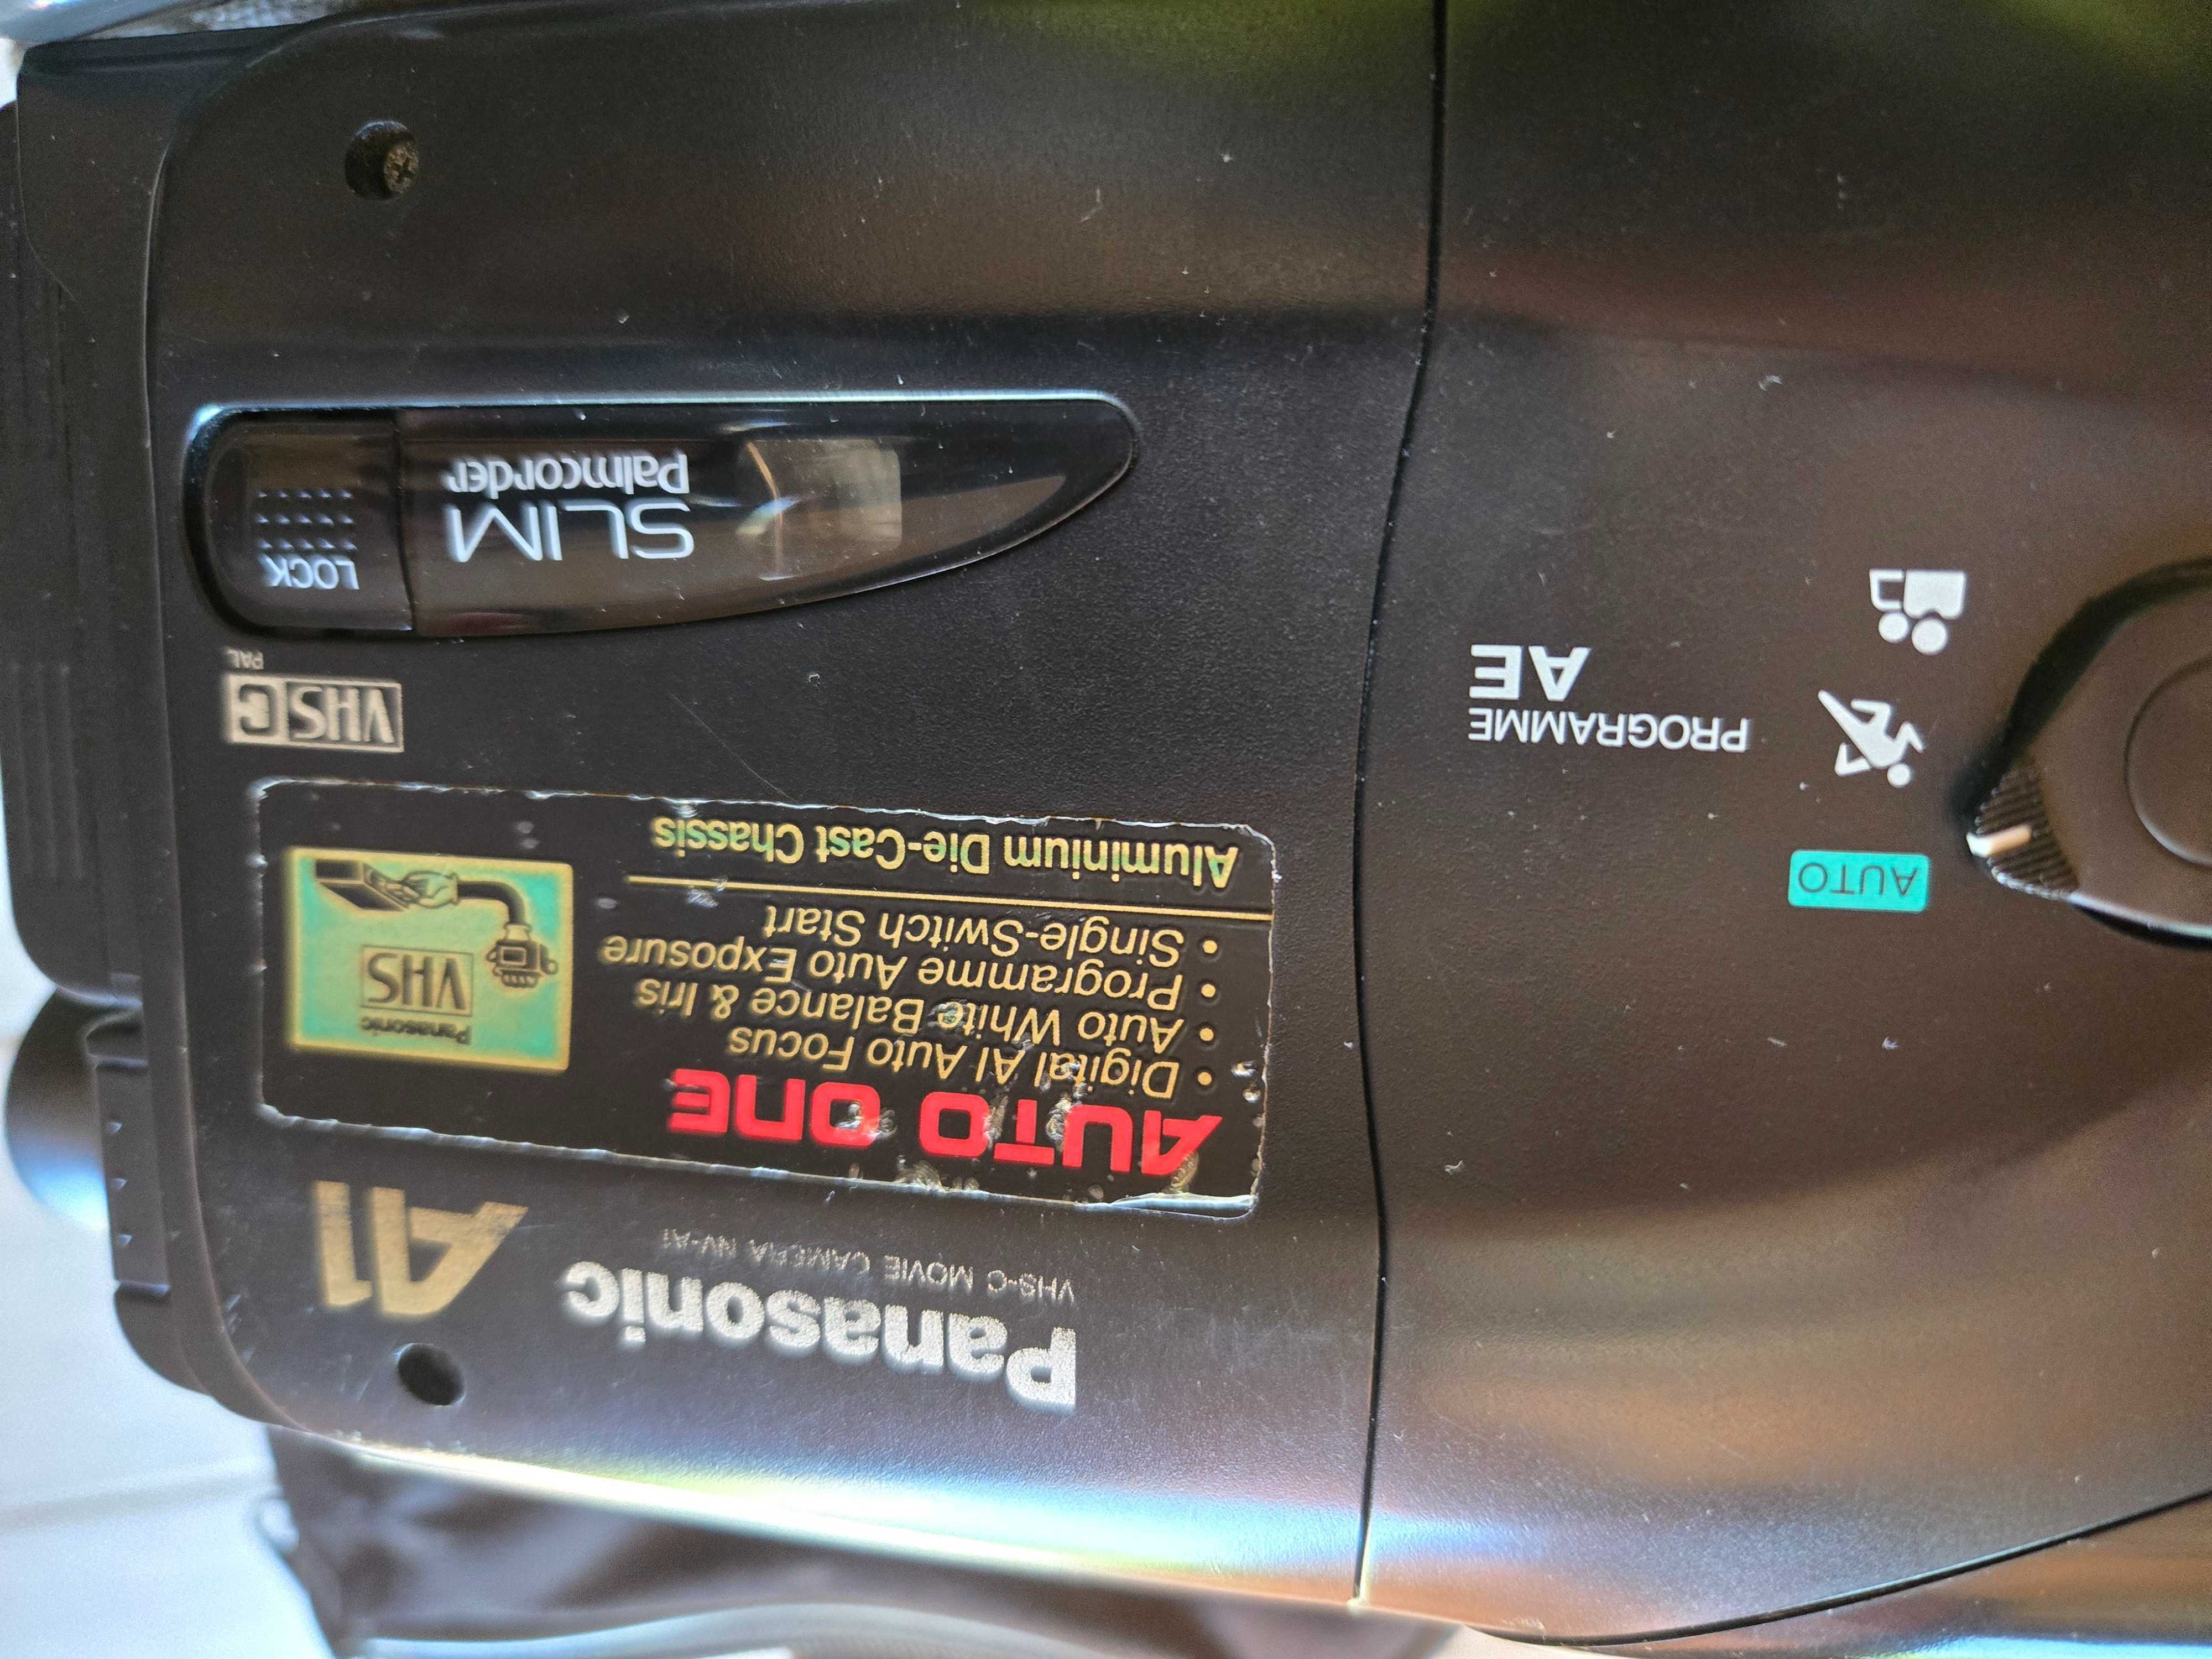 Panasonic
VHS-C MOVIE CAMERA NV-A1
A1
AUTO ONE
• Digital AI Auto Focus
• Auto White Balance & Iris
• Programme Auto Exposure
• Single-Switch Start
Aluminium Die-Cast Chassis
Panasonic
VHS
VHS C
PAL
LOCK
SLIM
Palmcorder
AUTO
PROGRAMME
AE